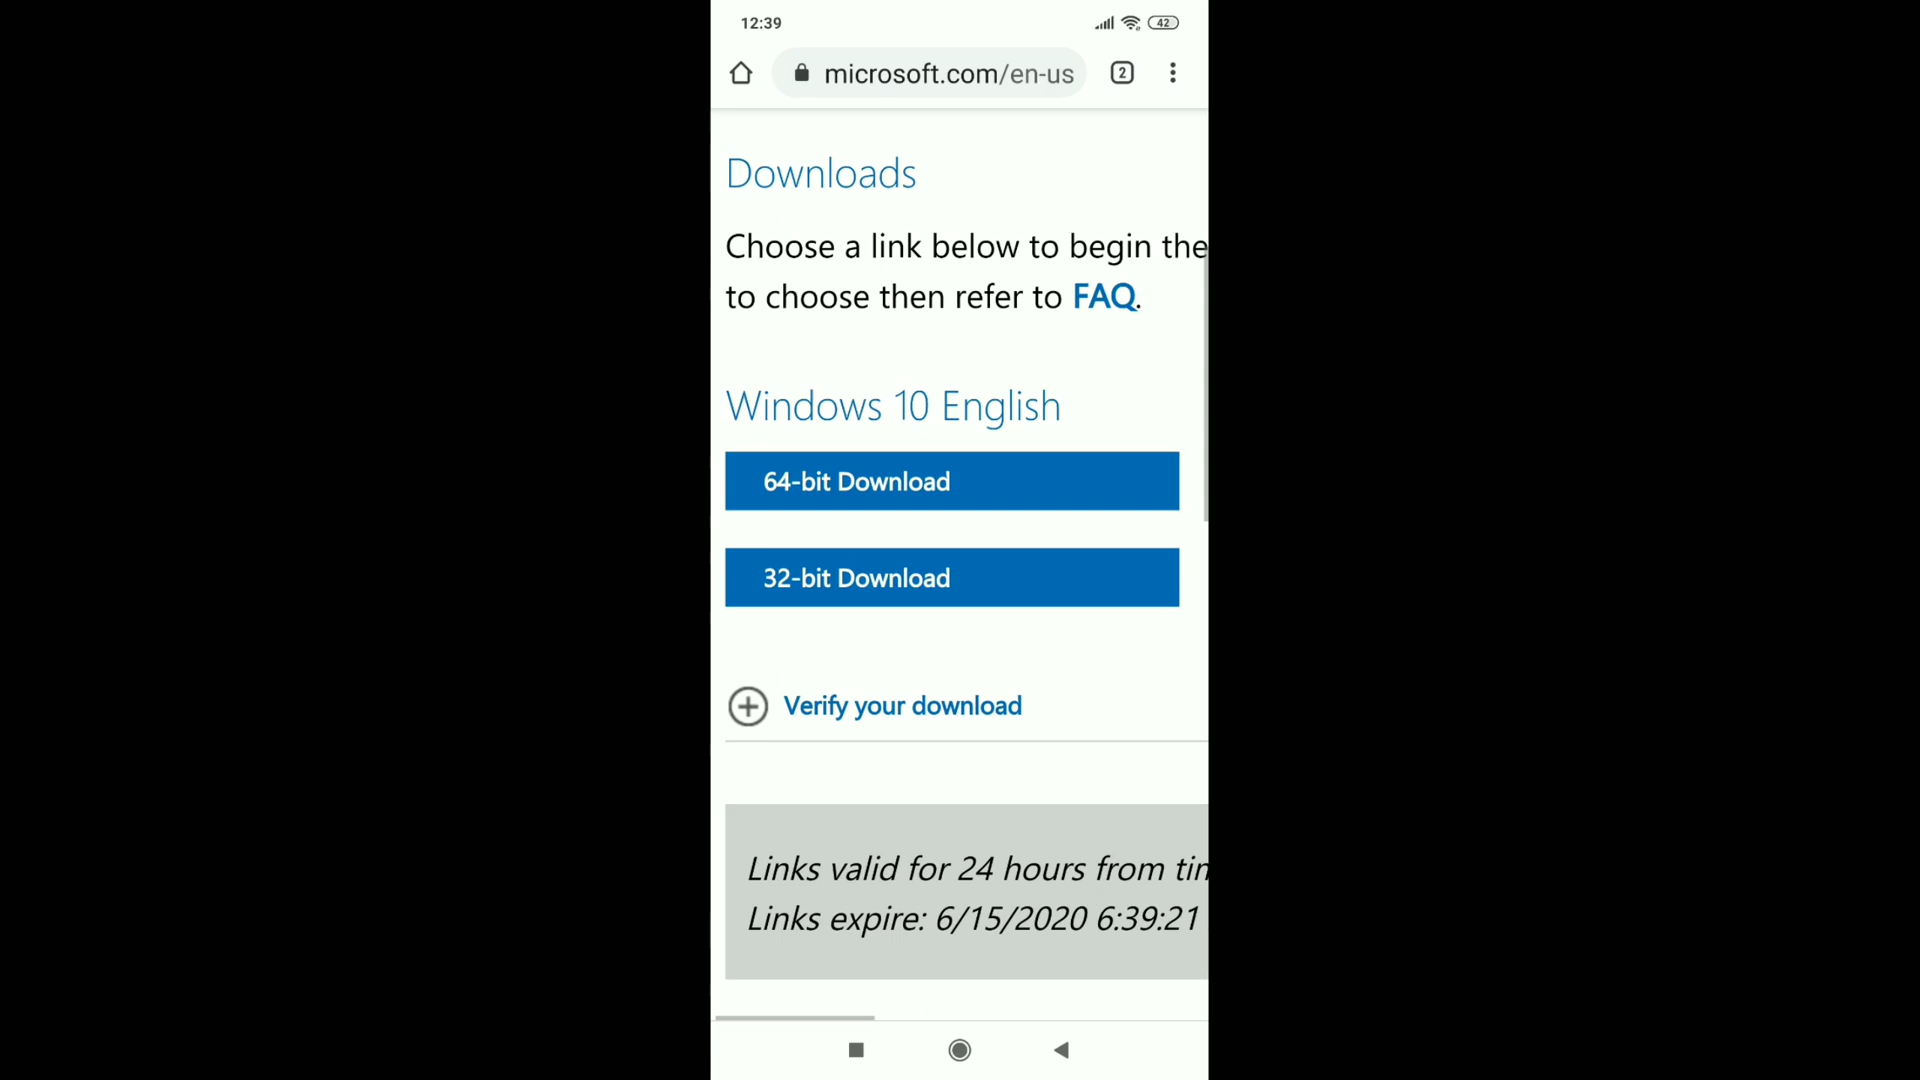 12:39
42
microsoft.com/en-us
2
Downloads
Choose a link below to begin the
to choose then refer to FAQ.
Windows 10 English
64-bit Download
32-bit Download
Verify your download
Links valid for 24 hours from tim
Links expire: 6/15/2020 6:39:21